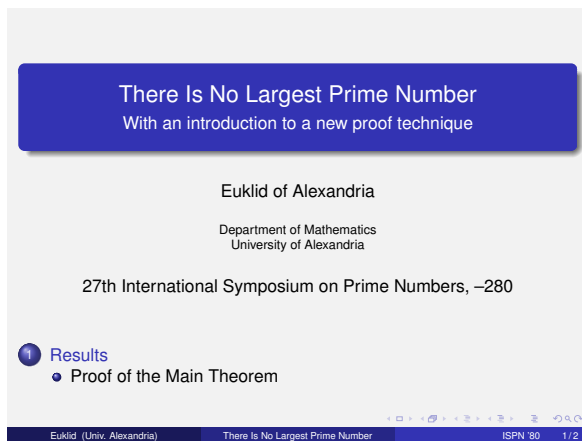 There Is No Largest Prime Number
With an introduction to a new proof technique
Euklid of Alexandria
Department of Mathematics
University of Alexandria
27th International Symposium on Prime Numbers, –280
1 Results
Proof of the Main Theorem
Euklid (Univ. Alexandria) There Is No Largest Prime Number ISPN '80 1 / 2